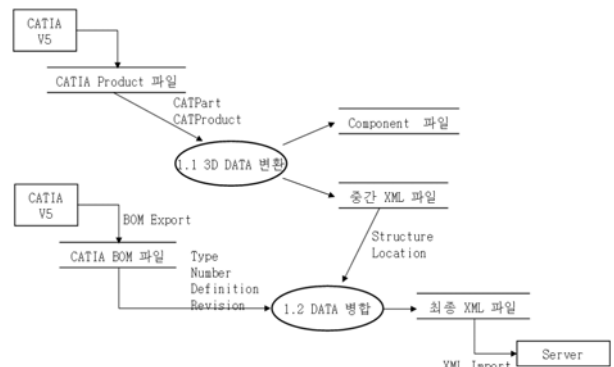 CATIA
V5
CATIA Product 파일
CATPart
CATProduct
Component 파일
1.1 3D DATA 변환
중간 XML 파일
CATIA
V5
BOM Export
CATIA BOM 파일
Type
Number
Definition
Revision
Structure
Location
1.2 DATA 병합
최종 XML 파일
XML Import
Server